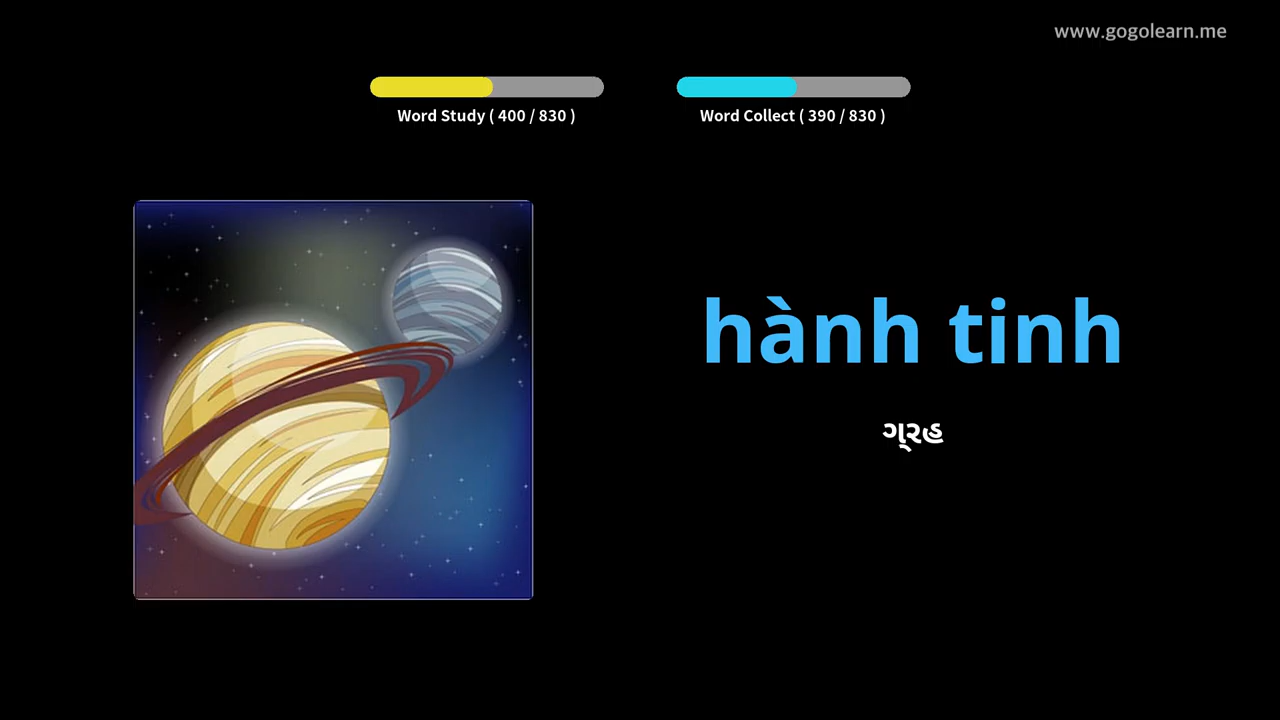 www.gogolearn.me
Word Study ( 400 / 830 )
Word Collect ( 390 / 830 )
hành tinh
ગ્રહ